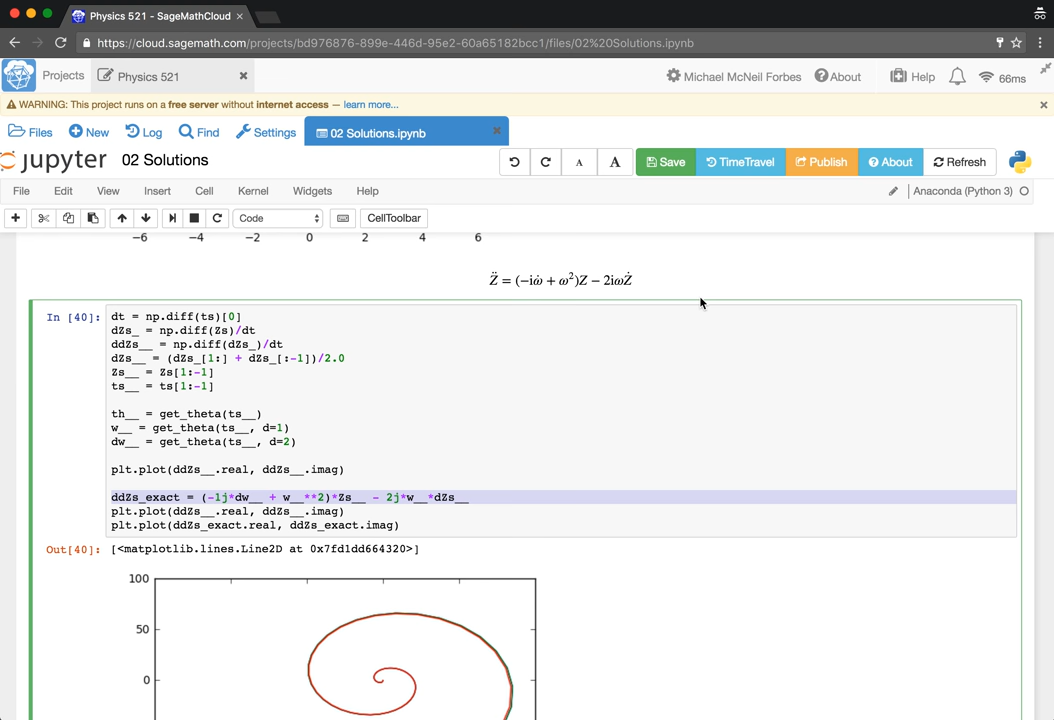 Physics 521 - SageMathCloud
https://cloud.sagemath.com/projects/bd976876-899e-446d-95e2-60a65182bcc1/files/02%20Solutions.ipynb
Projects Physics 521 Michael McNeil Forbes About Help 66ms
WARNING: This project runs on a free server without internet access — learn more...
Files New Log Find Settings 02 Solutions.ipynb
jupyter 02 Solutions A A Save TimeTravel Publish About Refresh
File Edit View Insert Cell Kernel Widgets Help Anaconda (Python 3)
Code CellToolbar
−6 −4 −2 0 2 4 6
Z̈ = (−iω̇ + ω²)Z − 2iωŻ
In [40]: dt = np.diff(ts)[0]
dZs_ = np.diff(Zs)/dt
ddZs__ = np.diff(dZs_)/dt
dZs__ = (dZs_[1:] + dZs_[:-1])/2.0
Zs__ = Zs[1:-1]
ts__ = ts[1:-1]
th__ = get_theta(ts__)
w__ = get_theta(ts__, d=1)
dw__ = get_theta(ts__, d=2)
plt.plot(ddZs__.real, ddZs__.imag)
ddZs_exact = (-1j*dw__ + w__**2)*Zs__ - 2j*w__*dZs__
plt.plot(ddZs__.real, ddZs__.imag)
plt.plot(ddZs_exact.real, ddZs_exact.imag)
Out[40]: [<matplotlib.lines.Line2D at 0x7fd1dd664320>]
100
50
0